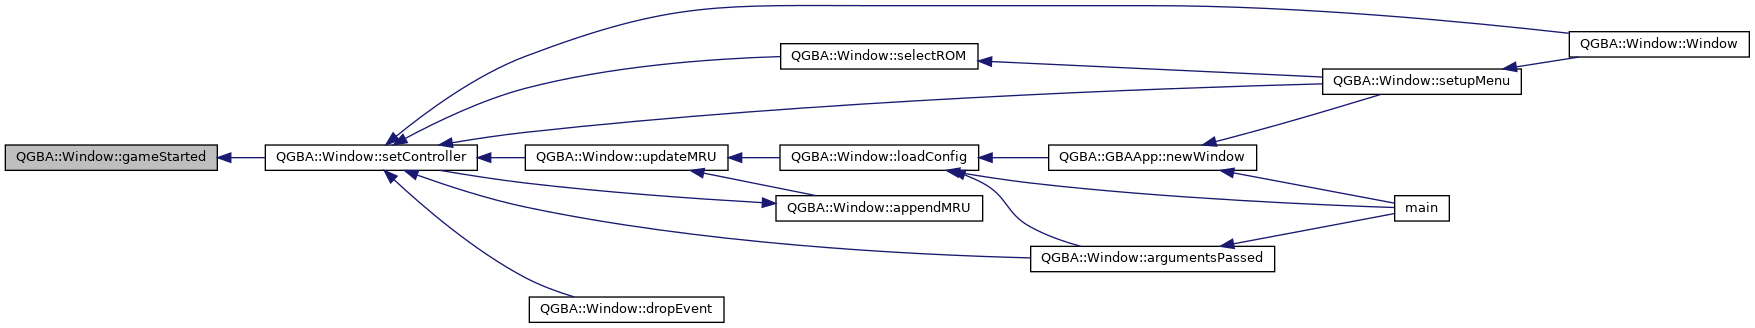 QGBA::Window::Window
QGBA::Window::selectROM
QGBA::Window::setupMenu
QGBA::Window::gameStarted
QGBA::Window::setController
QGBA::Window::updateMRU
QGBA::Window::loadConfig
QGBA::GBAApp::newWindow
QGBA::Window::appendMRU
main
QGBA::Window::argumentsPassed
QGBA::Window::dropEvent